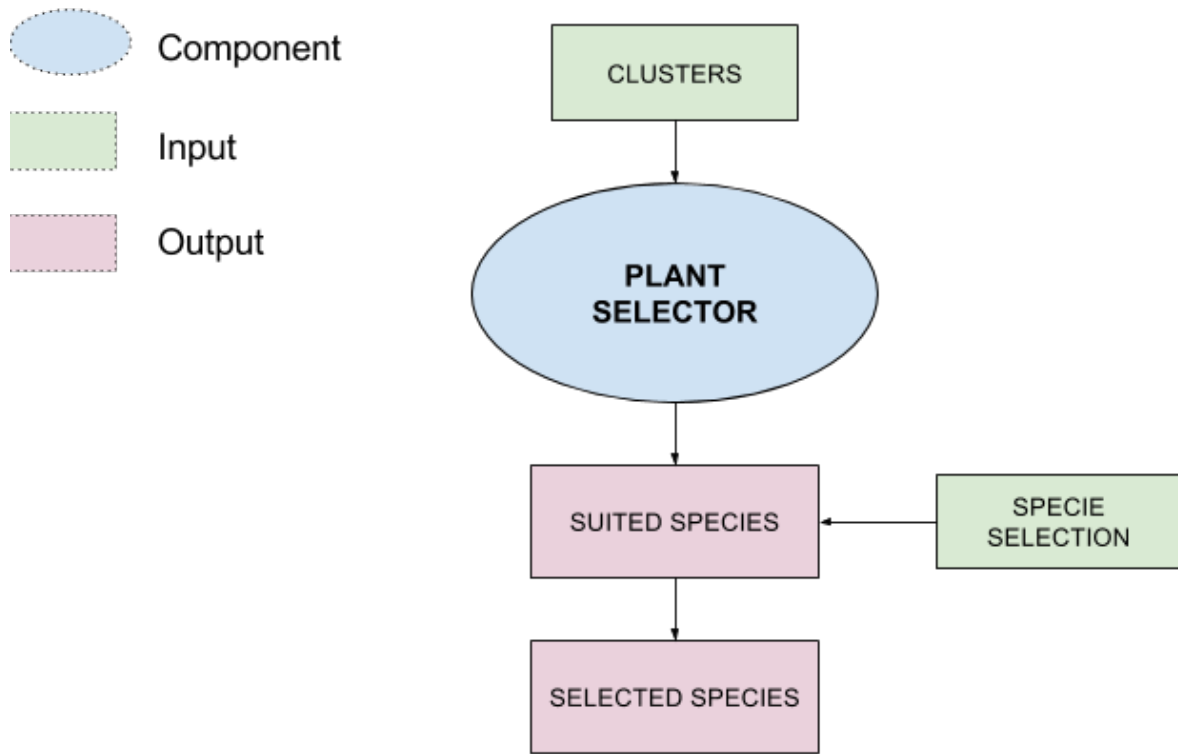 Component
Input
Output
CLUSTERS
PLANT
SELECTOR
SUITED SPECIES
SPECIE
SELECTION
SELECTED SPECIES